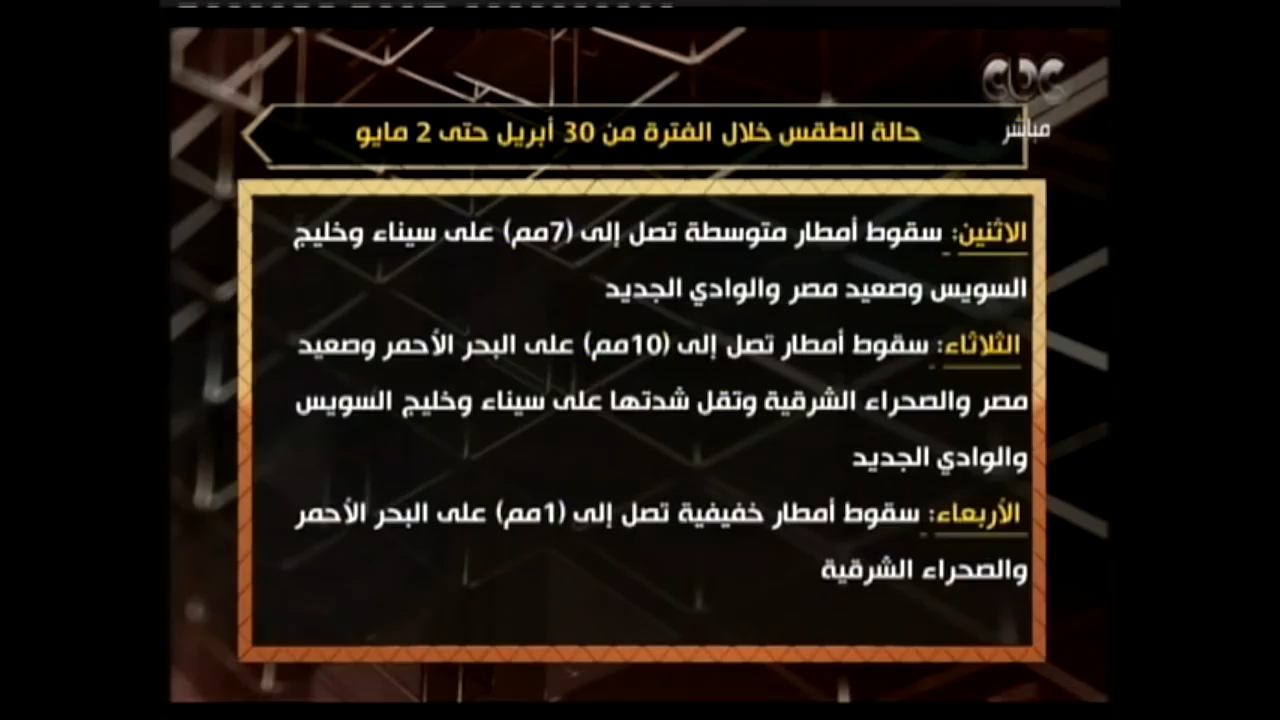 CBC
مباشر
حالة الطقس خلال الفترة من 30 أبريل حتى 2 مايو
الاثنين: سقوط أمطار متوسطة تصل إلى (7مم) على سيناء وخليج
السويس وصعيد مصر والوادي الجديد
الثلاثاء: سقوط أمطار تصل إلى (10مم) على البحر الأحمر وصعيد
مصر والصحراء الشرقية وتقل شدتها على سيناء وخليج السويس
والوادي الجديد
الأربعاء: سقوط أمطار خفيفية تصل إلى (1مم) على البحر الأحمر
والصحراء الشرقية